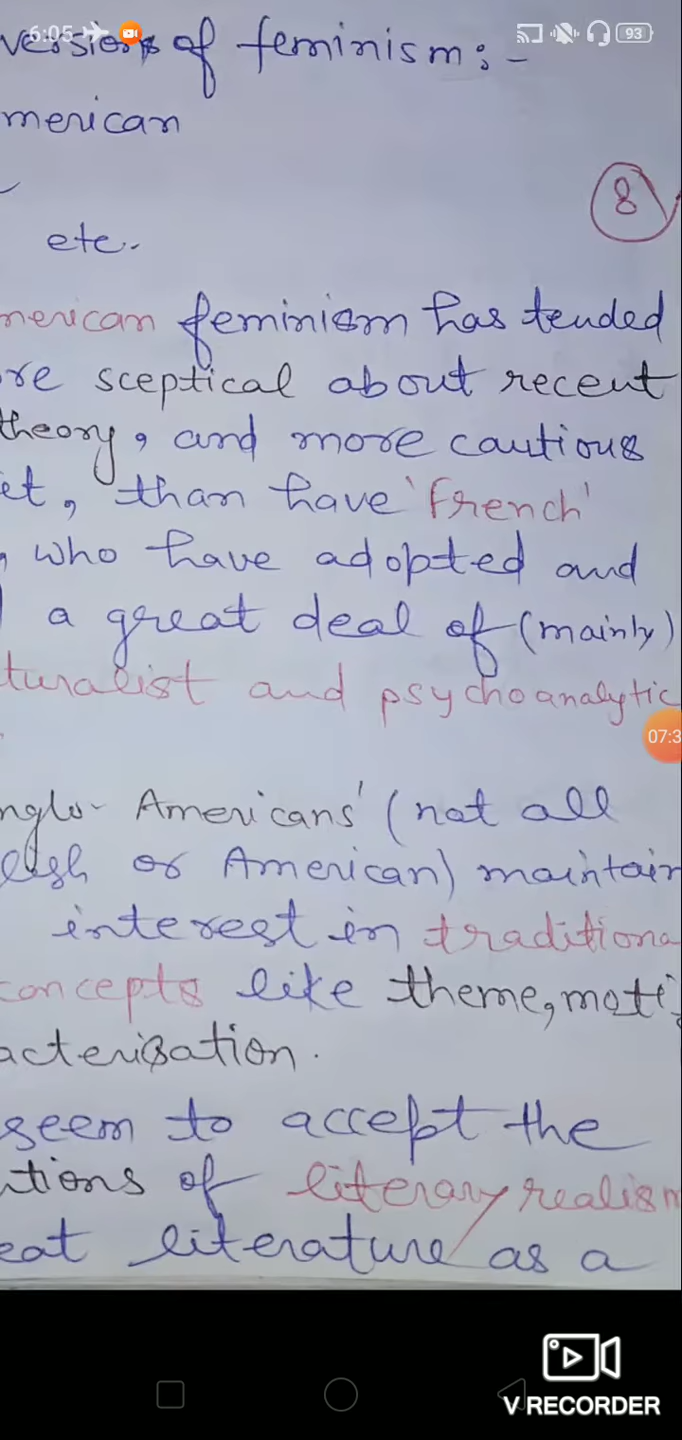 6:05
93
versions of feminism:-
merican
8
etc.
merican feminism has tended
re sceptical about recent
theory, and more cautious
et, than have 'French'
who have adopted and
a great deal of (mainly)
turalist and psychoanalytic
07:3
nglo-Americans' (not all
lish or American) maintain
interest in traditiona
concepts like theme, moti
acterisation.
seem to accept the
tions of literary realism
eat literature as a
V RECORDER